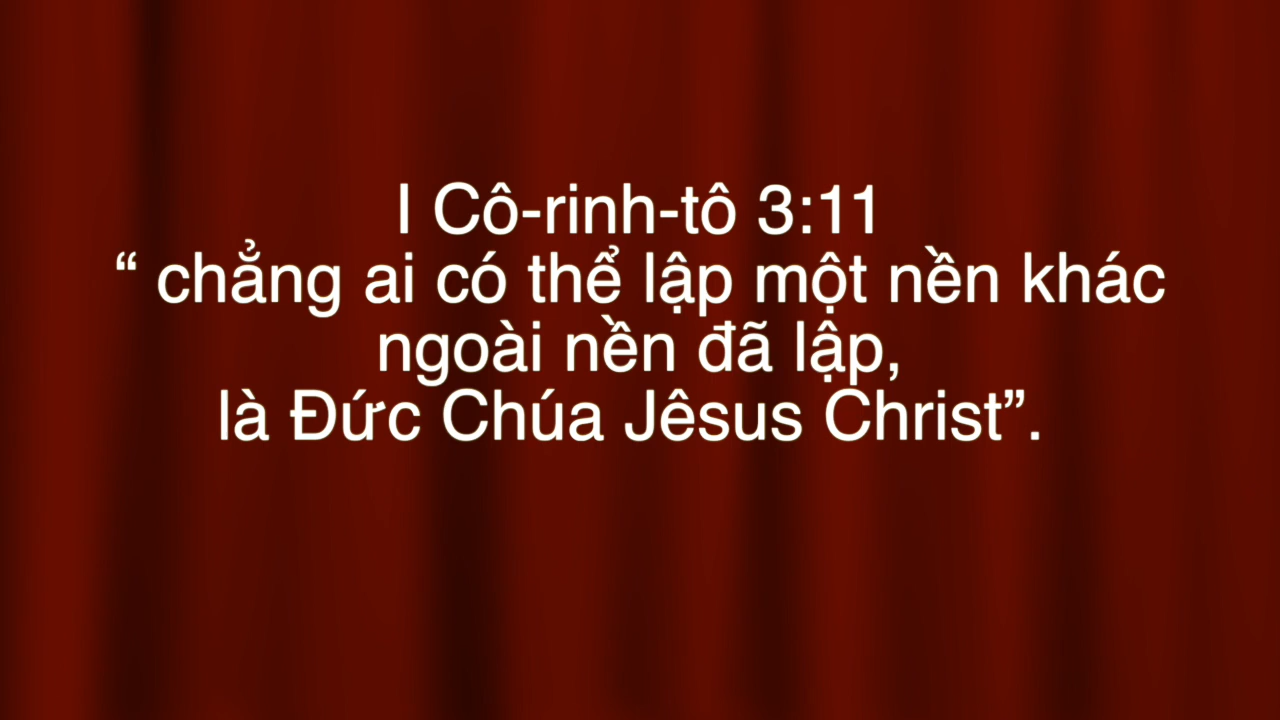 I Cô-rinh-tô 3:11
“ chẳng ai có thể lập một nền khác
ngoài nền đã lập,
là Đức Chúa Jêsus Christ”.